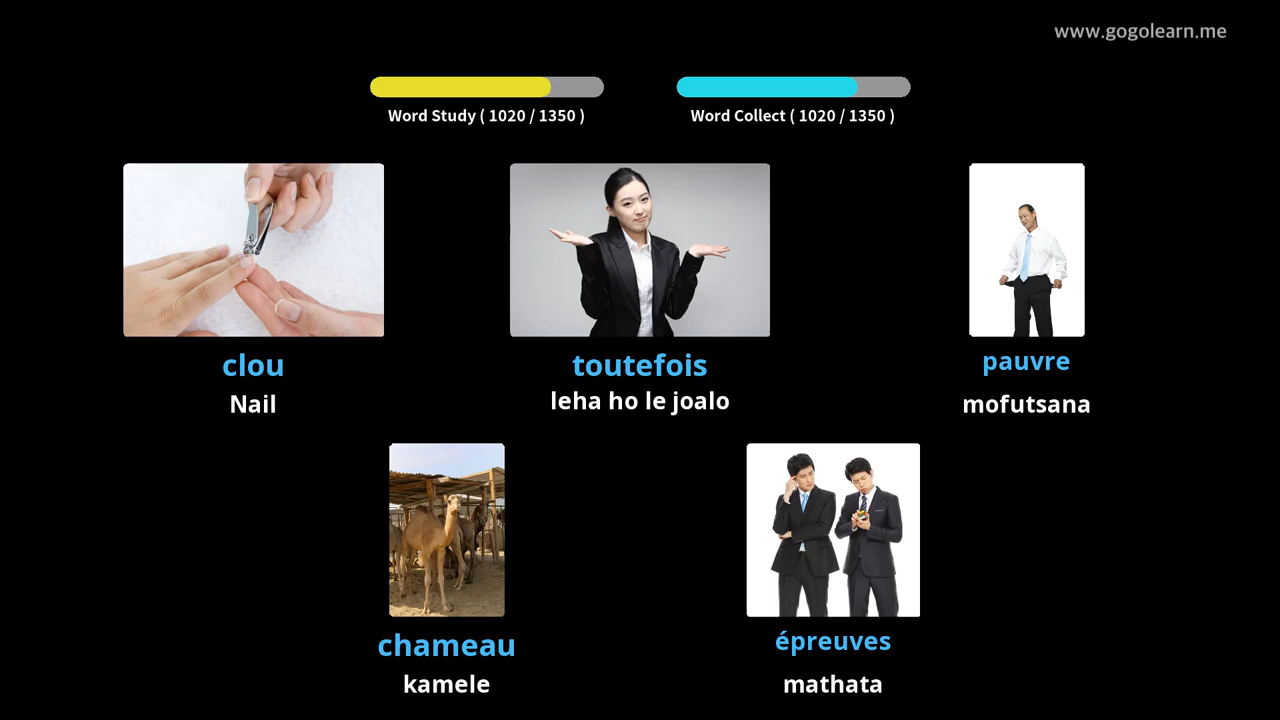 www.gogolearn.me
Word Study ( 1020 / 1350 )
Word Collect ( 1020 / 1350 )
clou
Nail
toutefois
leha ho le joalo
pauvre
mofutsana
chameau
kamele
épreuves
mathata